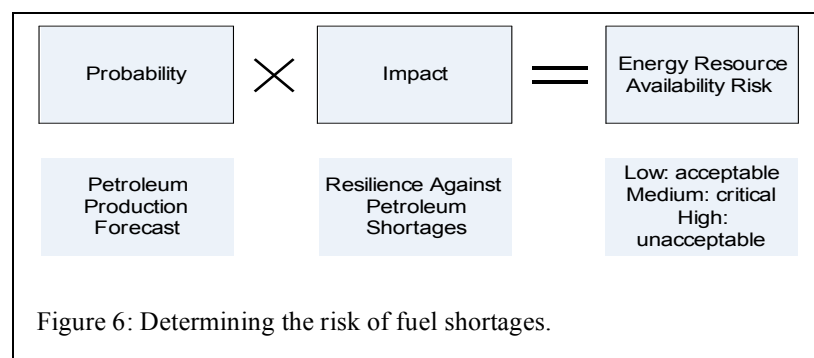 Probability
Impact
Energy Resource
Availability Risk
Petroleum
Production
Forecast
Resilience Against
Petroleum
Shortages
Low: acceptable
Medium: critical
High:
unacceptable
Figure 6: Determining the risk of fuel shortages.